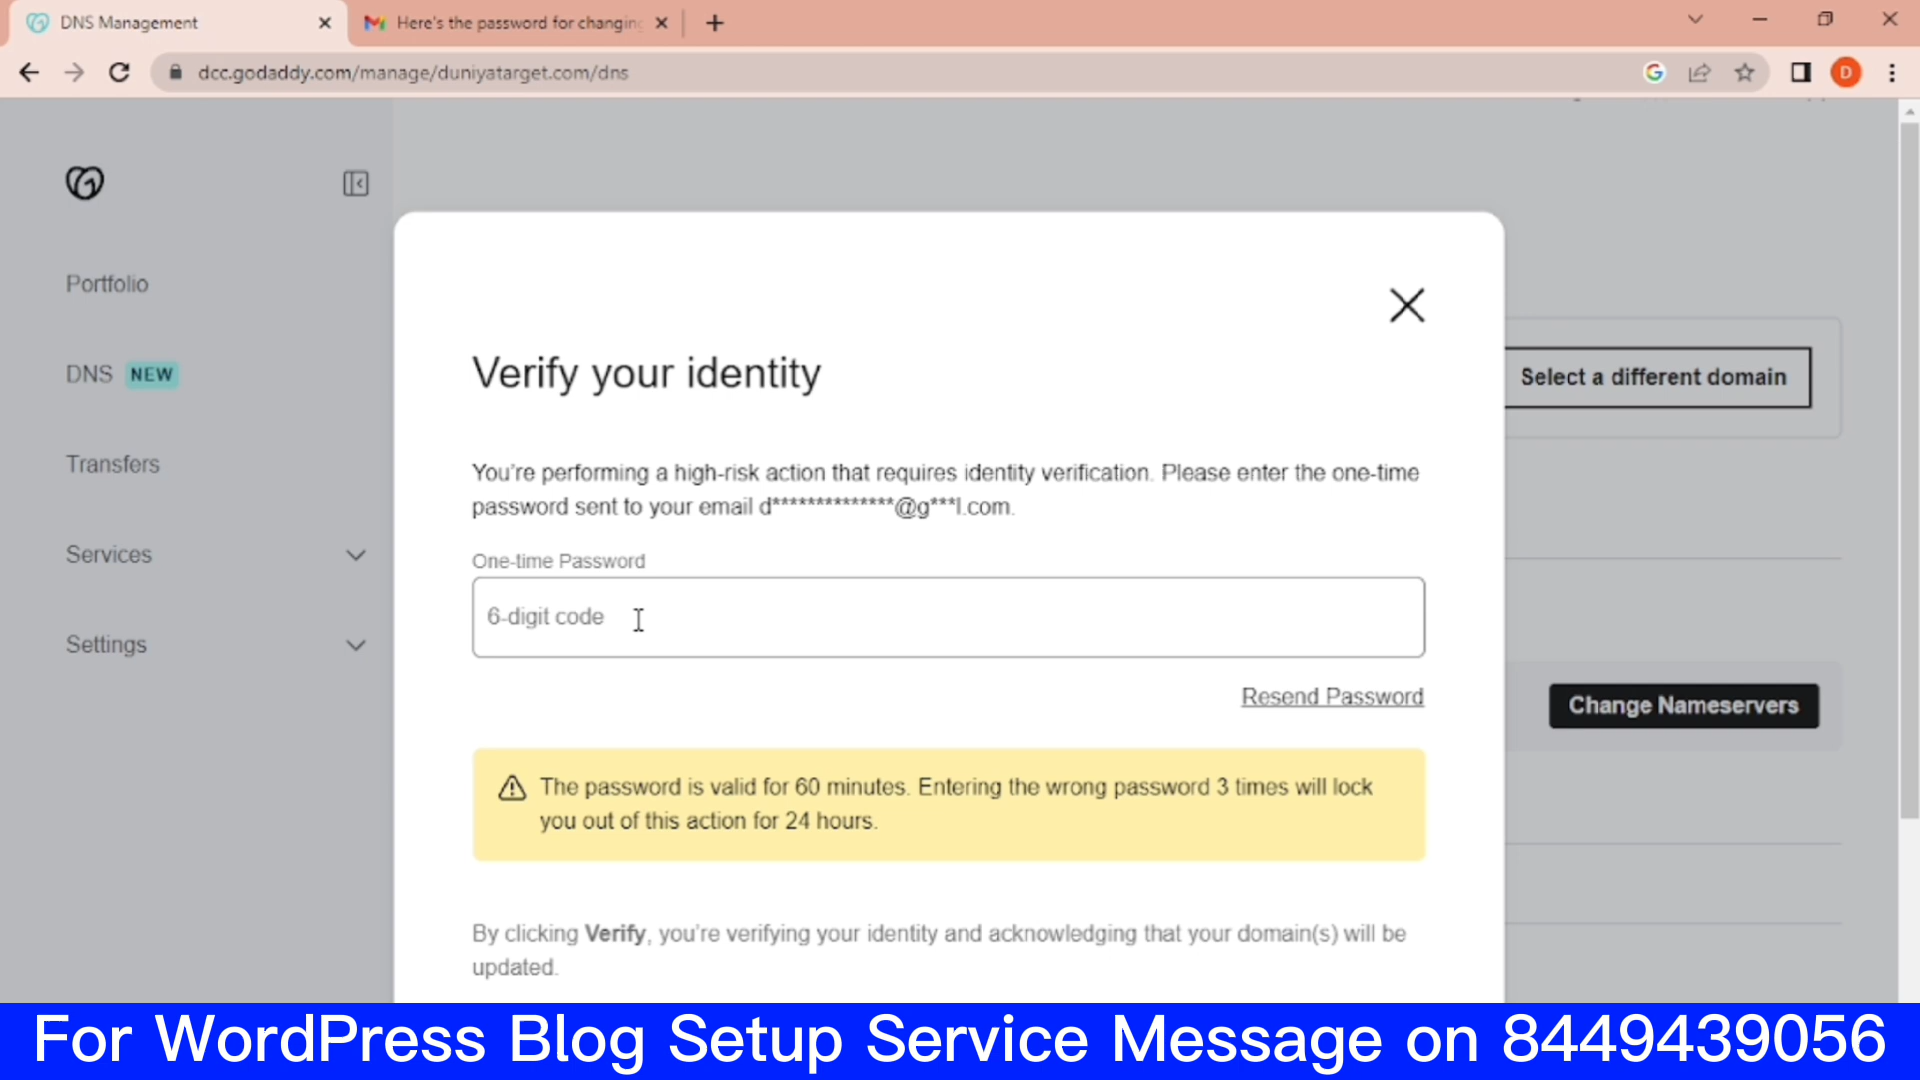 DNS Management
Here's the password for changing
dcc.godaddy.com/manage/duniyatarget.com/dns
D
Portfolio
DNS NEW
Transfers
Services
Settings
Verify your identity
You're performing a high-risk action that requires identity verification. Please enter the one-time
password sent to your email d**************@g***l.com.
One-time Password
6-digit code
Resend Password
The password is valid for 60 minutes. Entering the wrong password 3 times will lock
you out of this action for 24 hours.
By clicking Verify, you're verifying your identity and acknowledging that your domain(s) will be
updated.
Select a different domain
Change Nameservers
For WordPress Blog Setup Service Message on 8449439056